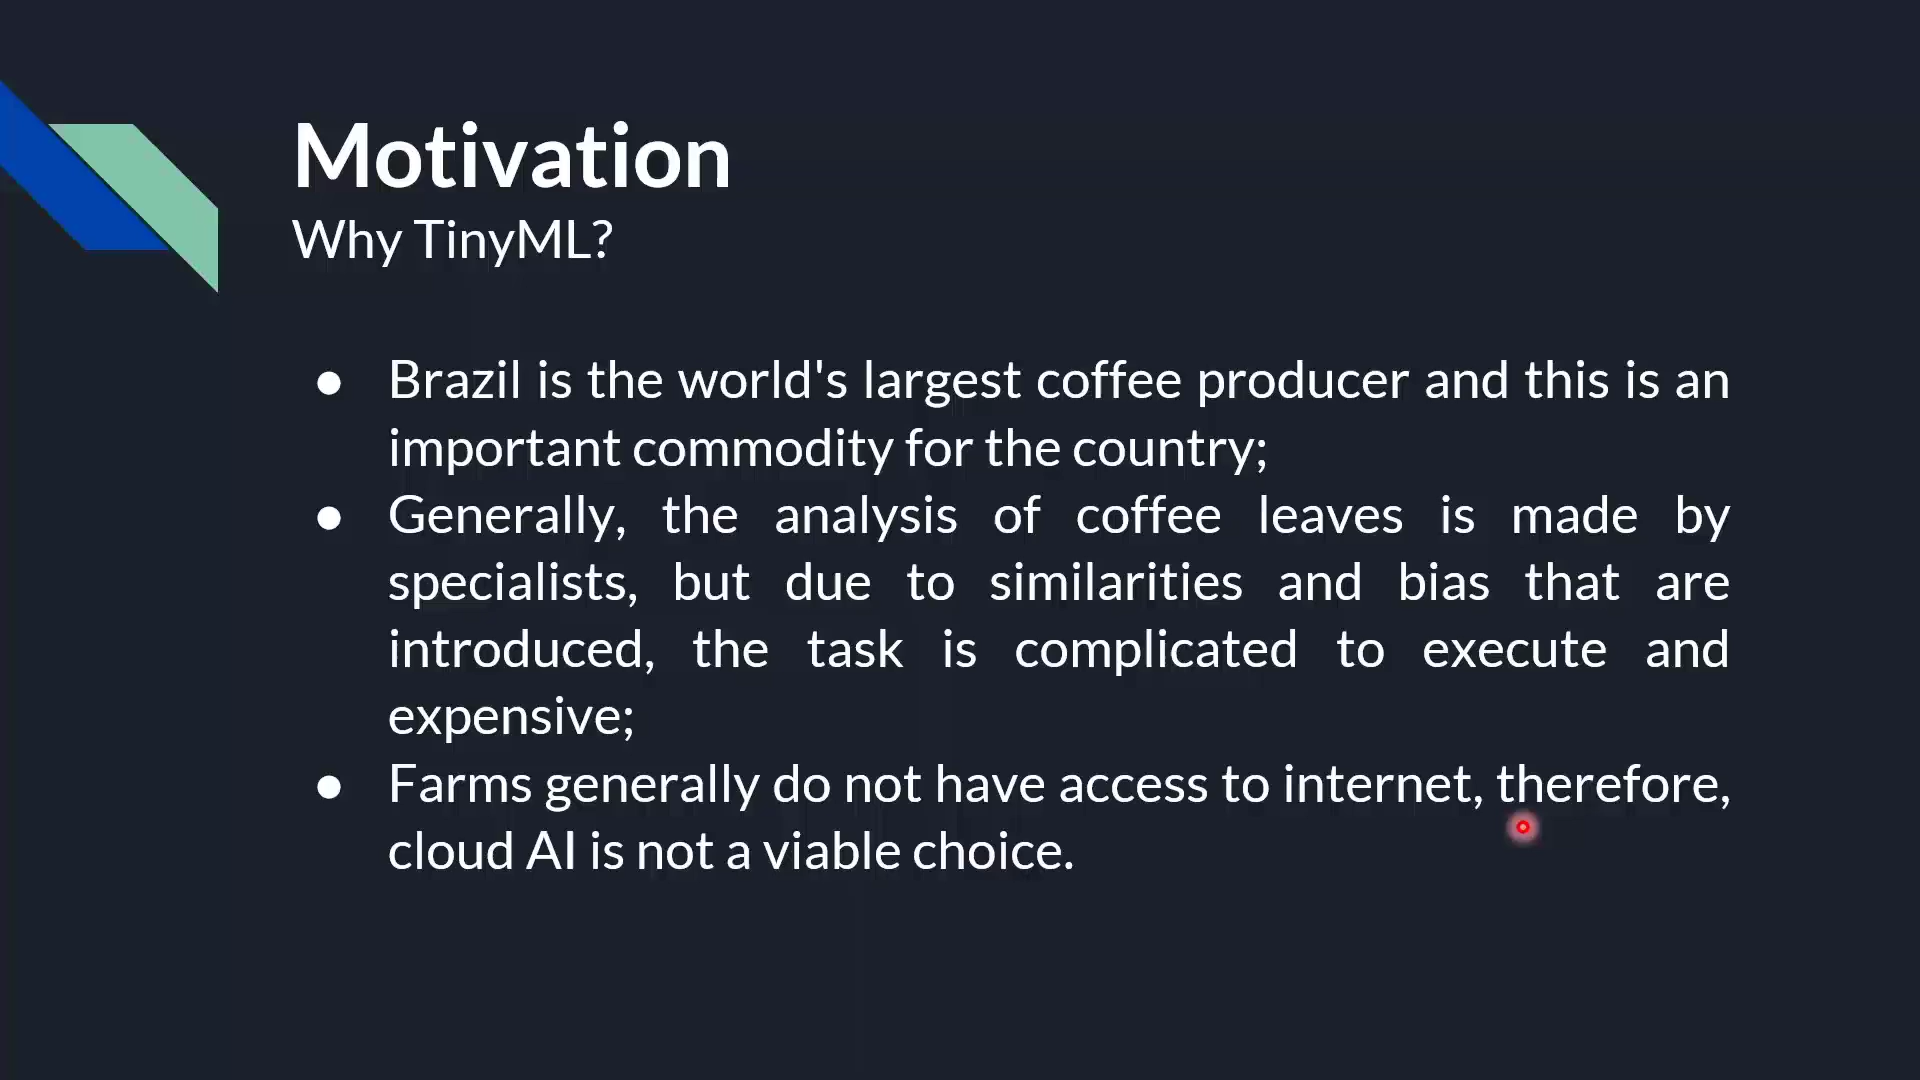 Motivation
Why TinyML?
● Brazil is the world's largest coffee producer and this is an
important commodity for the country;
● Generally, the analysis of coffee leaves is made by
specialists, but due to similarities and bias that are
introduced, the task is complicated to execute and
expensive;
● Farms generally do not have access to internet, therefore,
cloud AI is not a viable choice.